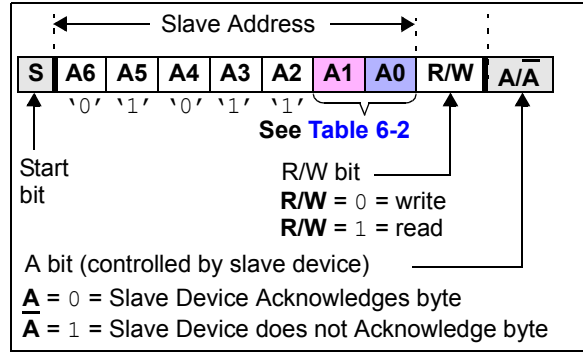 Slave Address
S A6 A5 A4 A3 A2 A1 A0 R/W A/A̅
‘0’ ‘1’ ‘0’ ‘1’ ‘1’
See Table 6-2
Start
bit
R/W bit
R/W = 0 = write
R/W = 1 = read
A bit (controlled by slave device)
A = 0 = Slave Device Acknowledges byte
A̅ = 1 = Slave Device does not Acknowledge byte